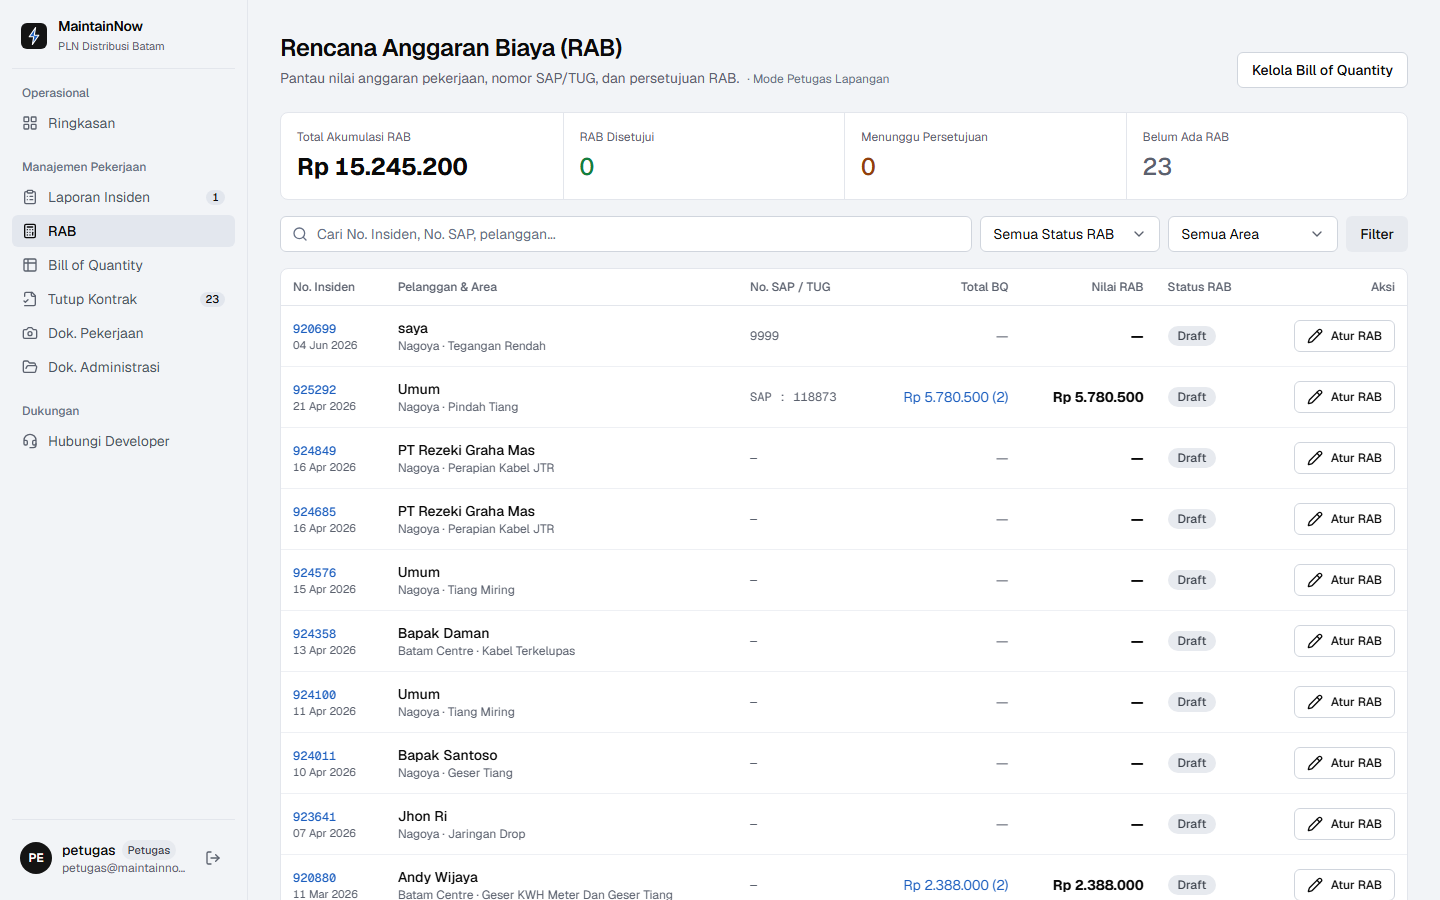 MaintainNow
PLN Distribusi Batam
Operasional
Ringkasan
Manajemen Pekerjaan
Laporan Insiden 1
RAB
Bill of Quantity
Tutup Kontrak 23
Dok. Pekerjaan
Dok. Administrasi
Dukungan
Hubungi Developer
PE
petugas Petugas
petugas@maintainno...
Rencana Anggaran Biaya (RAB)
Pantau nilai anggaran pekerjaan, nomor SAP/TUG, dan persetujuan RAB. · Mode Petugas Lapangan
Kelola Bill of Quantity
Total Akumulasi RAB
Rp 15.245.200
RAB Disetujui
0
Menunggu Persetujuan
0
Belum Ada RAB
23
Cari No. Insiden, No. SAP, pelanggan...
Semua Status RAB
Semua Area
Filter
No. Insiden Pelanggan & Area No. SAP / TUG Total BQ Nilai RAB Status RAB Aksi
920699 saya 9999 — — Draft Atur RAB
04 Jun 2026 Nagoya · Tegangan Rendah
925292 Umum SAP : 118873 Rp 5.780.500 (2) Rp 5.780.500 Draft Atur RAB
21 Apr 2026 Nagoya · Pindah Tiang
924849 PT Rezeki Graha Mas – — — Draft Atur RAB
16 Apr 2026 Nagoya · Perapian Kabel JTR
924685 PT Rezeki Graha Mas – — — Draft Atur RAB
16 Apr 2026 Nagoya · Perapian Kabel JTR
924576 Umum – — — Draft Atur RAB
15 Apr 2026 Nagoya · Tiang Miring
924358 Bapak Daman – — — Draft Atur RAB
13 Apr 2026 Batam Centre · Kabel Terkelupas
924100 Umum – — — Draft Atur RAB
11 Apr 2026 Nagoya · Tiang Miring
924011 Bapak Santoso – — — Draft Atur RAB
10 Apr 2026 Nagoya · Geser Tiang
923641 Jhon Ri – — — Draft Atur RAB
07 Apr 2026 Nagoya · Jaringan Drop
920880 Andy Wijaya – Rp 2.388.000 (2) Rp 2.388.000 Draft Atur RAB
11 Mar 2026 Batam Centre · Geser KWH Meter Dan Geser Tiang